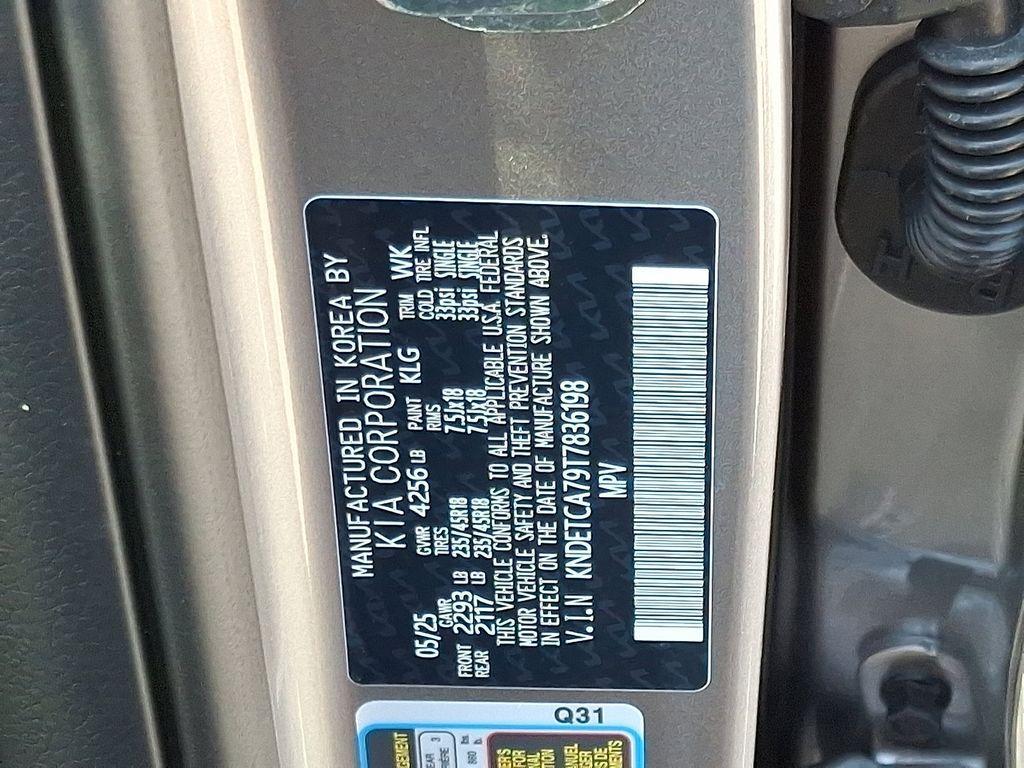 MANUFACTURED IN KOREA BY
KIA CORPORATION
05/25 GVWR 4256 LB PAINT KLG TRIM WK
GAWR TIRES RIMS COLD TIRE INFL
FRONT 2293 LB 235/45R18 7.5Jx18 33psi SINGLE
REAR 2117 LB 235/45R18 7.5Jx18 33psi SINGLE
THIS VEHICLE CONFORMS TO ALL APPLICABLE U.S.A. FEDERAL
MOTOR VEHICLE SAFETY AND THEFT PREVENTION STANDARDS
IN EFFECT ON THE DATE OF MANUFACTURE SHOWN ABOVE.
V.I.N KNDETCA79T7836198
MPV
Q31